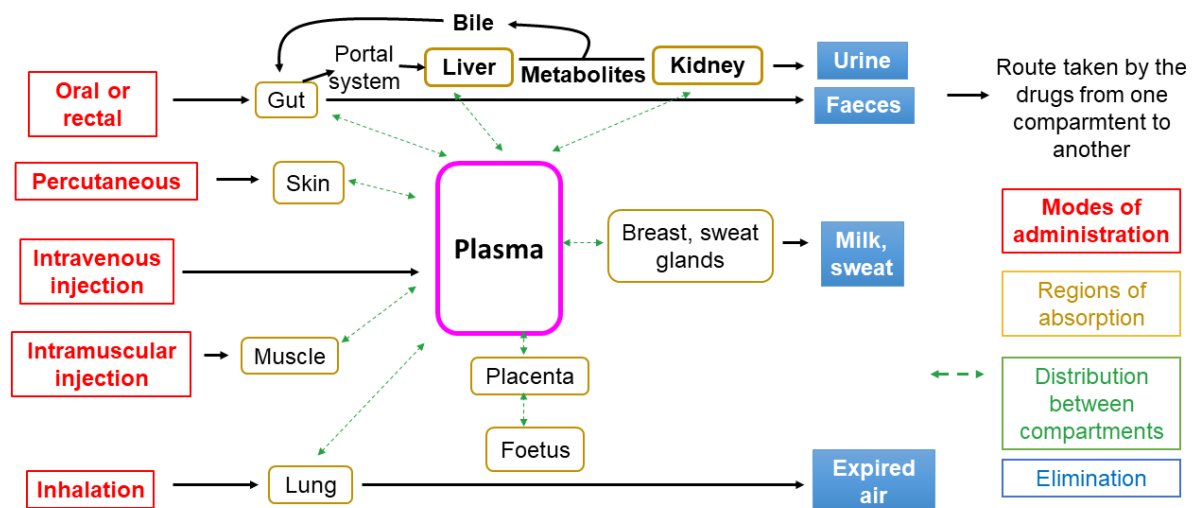 Bile
Portal
system
Liver
Metabolites
Kidney
Urine
Oral or
rectal
Gut
Faeces
Route taken by the
drugs from one
comparmtent to
another
Percutaneous
Skin
Plasma
Breast, sweat
glands
Milk,
sweat
Modes of
administration
Intravenous
injection
Regions of
absorption
Intramuscular
injection
Muscle
Placenta
Distribution
between
compartments
Foetus
Inhalation
Lung
Expired
air
Elimination